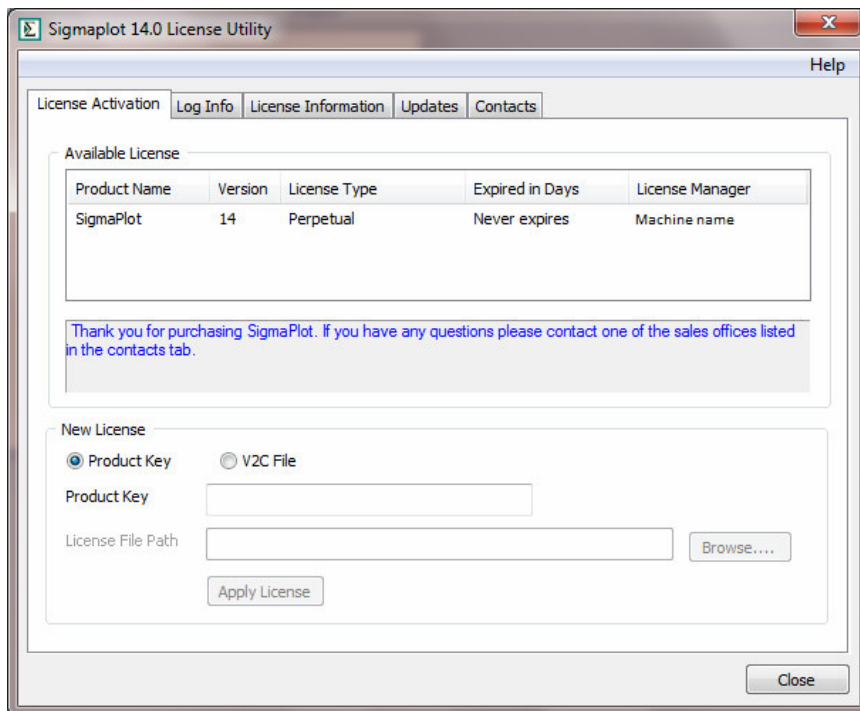 Sigmaplot 14.0 License Utility
Help
License Activation Log Info License Information Updates Contacts
Available License
Product Name Version License Type Expired in Days License Manager
SigmaPlot 14 Perpetual Never expires Machine name
Thank you for purchasing SigmaPlot. If you have any questions please contact one of the sales offices listed
in the contacts tab.
New License
Product Key V2C File
Product Key
License File Path Browse....
Apply License
Close